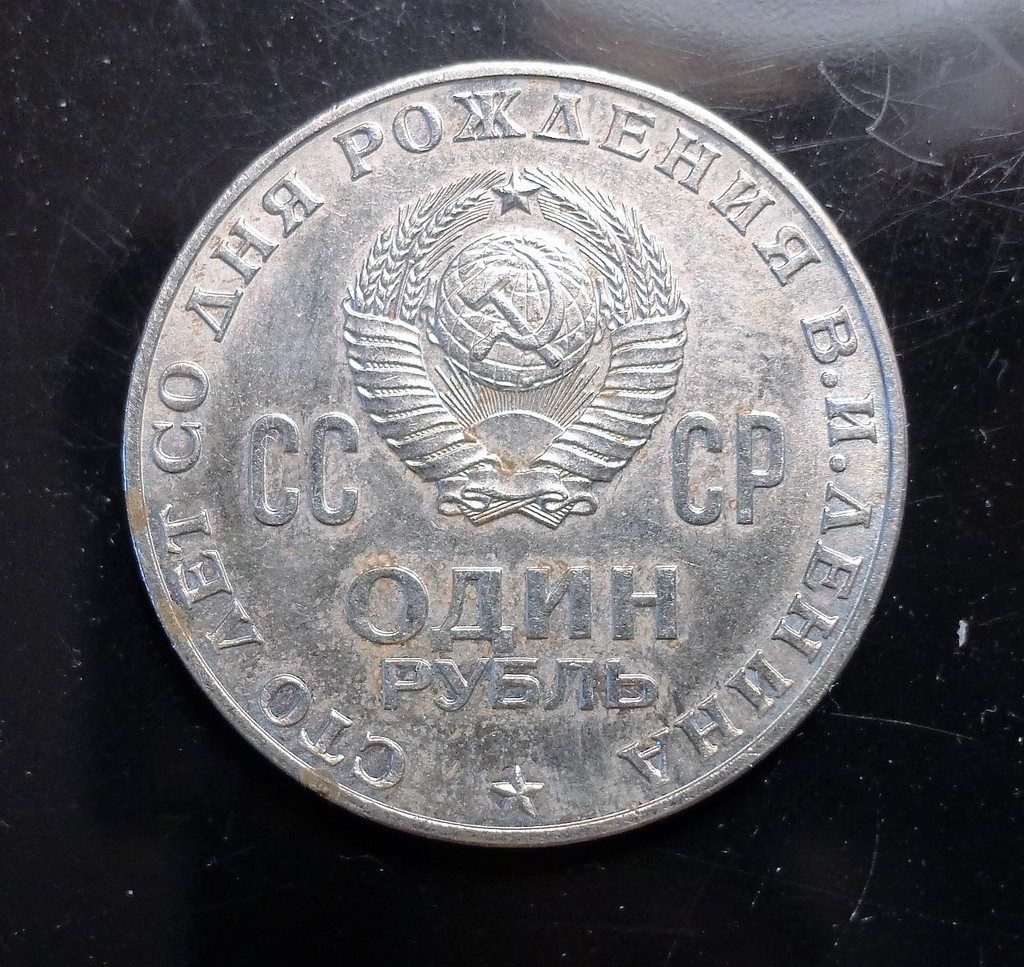 СТО ЛЕТ СО ДНЯ РОЖДЕНИЯ В.И.ЛЕНИНА
СС СР
ОДИН
РУБЛЬ